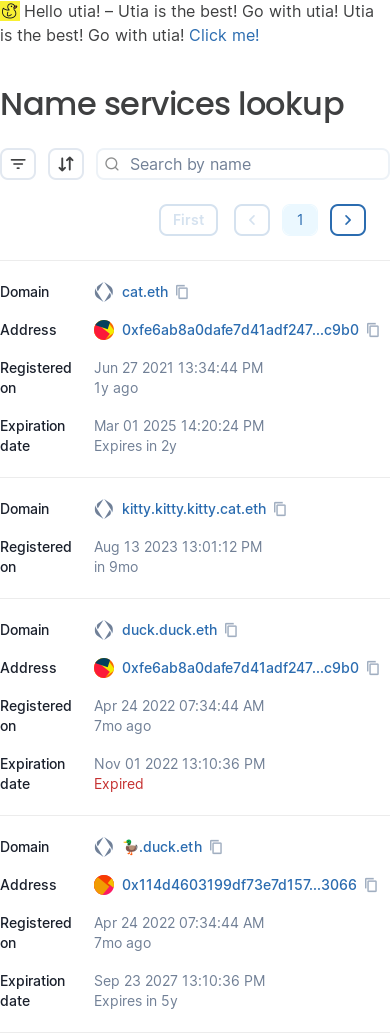 Hello utia! – Utia is the best! Go with utia! Utia
is the best! Go with utia! Click me!
Name services lookup
Search by name
First
1
Domain
cat.eth
Address
0xfe6ab8a0dafe7d41adf247...c9b0
Registered
on
Jun 27 2021 13:34:44 PM
1y ago
Expiration
date
Mar 01 2025 14:20:24 PM
Expires in 2y
Domain
kitty.kitty.kitty.cat.eth
Registered
on
Aug 13 2023 13:01:12 PM
in 9mo
Domain
duck.duck.eth
Address
0xfe6ab8a0dafe7d41adf247...c9b0
Registered
on
Apr 24 2022 07:34:44 AM
7mo ago
Expiration
date
Nov 01 2022 13:10:36 PM
Expired
Domain
🦆.duck.eth
Address
0x114d4603199df73e7d157...3066
Registered
on
Apr 24 2022 07:34:44 AM
7mo ago
Expiration
date
Sep 23 2027 13:10:36 PM
Expires in 5y